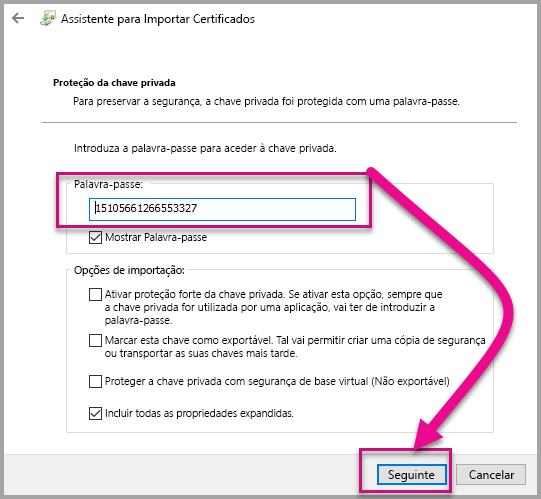 Assistente para Importar Certificados
Proteção da chave privada
Para preservar a segurança, a chave privada foi protegida com uma palavra-passe.
Introduza a palavra-passe para aceder à chave privada.
Palavra-passe:
15105661266553327
Mostrar Palavra-passe
Opções de importação:
Ativar proteção forte da chave privada. Se ativar esta opção, sempre que
a chave privada for utilizada por uma aplicação, vai ter de introduzir a
palavra-passe.
Marcar esta chave como exportável. Tal vai permitir criar uma cópia de segurança
ou transportar as suas chaves mais tarde.
Proteger a chave privada com segurança de base virtual (Não exportável)
Incluir todas as propriedades expandidas.
Seguinte
Cancelar